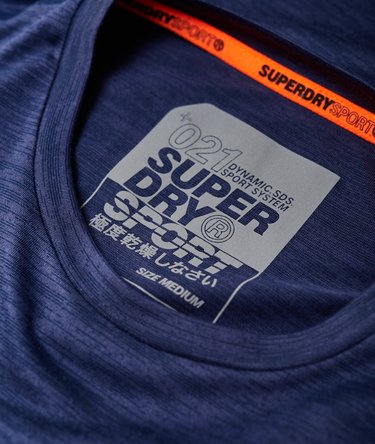 SUPERDRYSPORT®
021
DYNAMIC SDS.
SPORT SYSTEM
SUPER
DRY®
SPORT
極度乾燥しなさい
SIZE MEDIUM